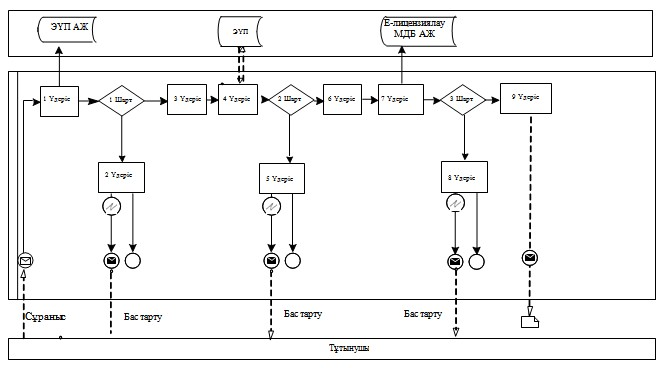 ЭҮП АЖ
ЭҮП
Е-лицензиялау
МДБ АЖ
1 Үдеріс
1 Шарт
3 Үдеріс
4 Үдеріс
2 Шарт
6 Үдеріс
7 Үдеріс
3 Шарт
9 Үдеріс
2 Үдеріс
5 Үдеріс
8 Үдеріс
Сұраныс
Бас тарту
Бас тарту
Бас тарту
Тұтынушы